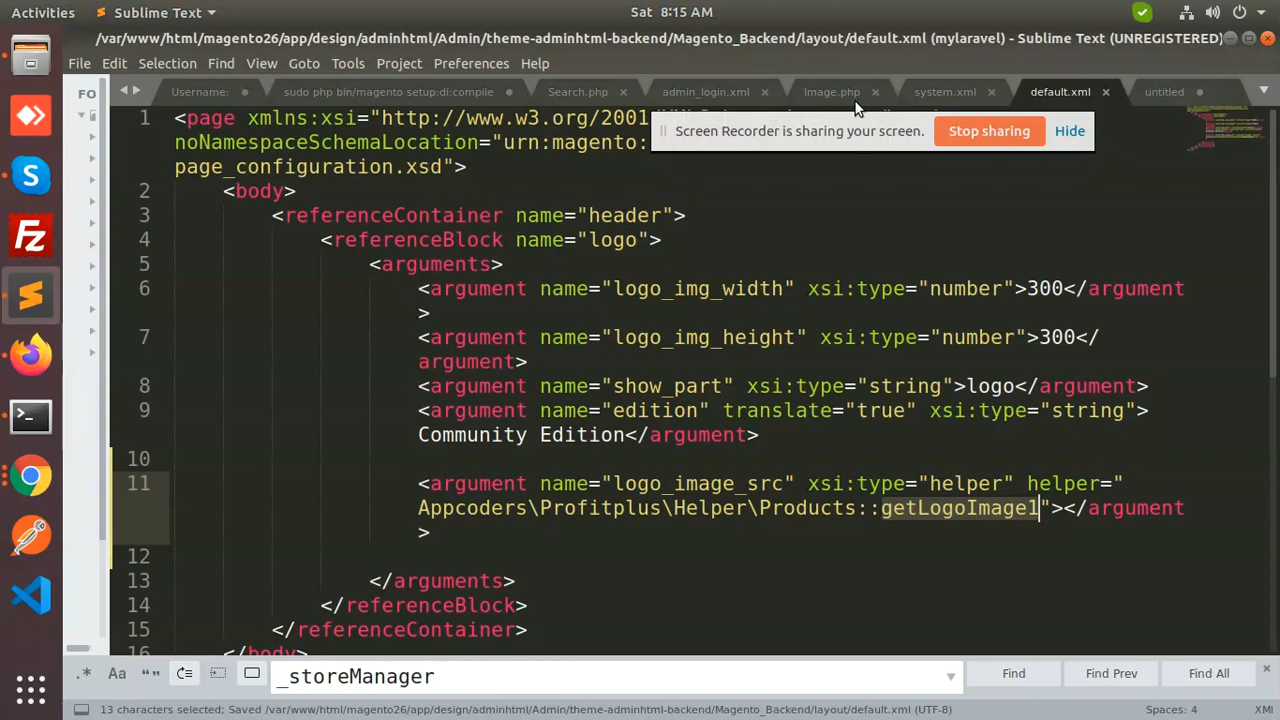 Activities Sublime Text Sat 8:15 AM
/var/www/html/magento26/app/design/adminhtml/Admin/theme-adminhtml-backend/Magento_Backend/layout/default.xml (mylaravel) - Sublime Text (UNREGISTERED)
File Edit Selection Find View Goto Tools Project Preferences Help
FO Username: sudo php bin/magento setup:di:compile Search.php admin_login.xml Image.php system.xml default.xml untitled
Screen Recorder is sharing your screen. Stop sharing Hide
1 <page xmlns:xsi="http://www.w3.org/2001
noNamespaceSchemaLocation="urn:magento:
page_configuration.xsd">
2 <body>
3 <referenceContainer name="header">
4 <referenceBlock name="logo">
5 <arguments>
6 <argument name="logo_img_width" xsi:type="number">300</argument
>
7 <argument name="logo_img_height" xsi:type="number">300</
argument>
8 <argument name="show_part" xsi:type="string">logo</argument>
9 <argument name="edition" translate="true" xsi:type="string">
Community Edition</argument>
10
11 <argument name="logo_image_src" xsi:type="helper" helper="
Appcoders\Profitplus\Helper\Products::getLogoImage1"></argument
>
12
13 </arguments>
14 </referenceBlock>
15 </referenceContainer>
16 </body>
.* Aa “” _storeManager Find Find Prev Find All
13 characters selected; Saved /var/www/html/magento26/app/design/adminhtml/Admin/theme-adminhtml-backend/Magento_Backend/layout/default.xml (UTF-8) Spaces: 4 XMl